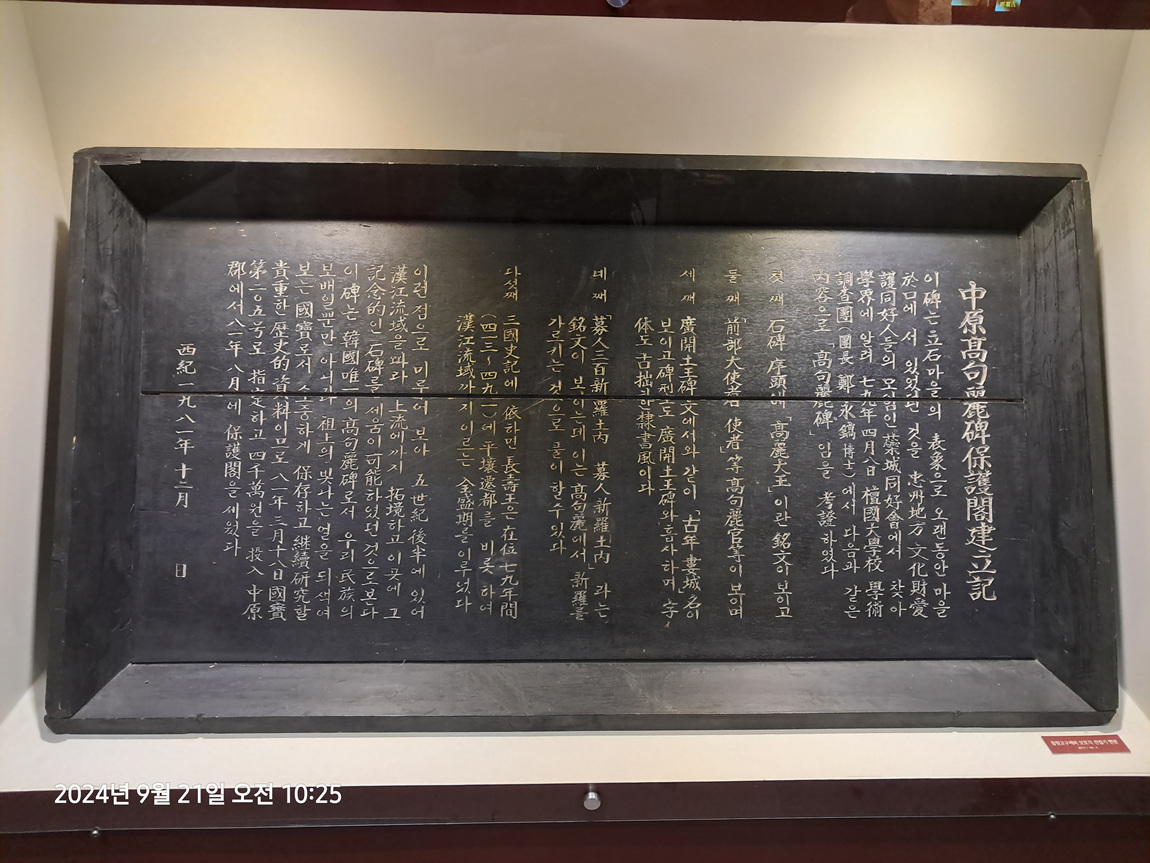 中原高句麗碑保護閣建立記
이 碑는 立石마을의 表象으로 오랜동안 마을
於口에 서 있었던 것을 忠州地方 文化財愛
護同好人들의 모임인 蘂城同好會에서 찾아
學界에 알려 七九年四月八日 檀國大學校 學術
調査團(團長 鄭永鎬博士)에서 다음과 같은
內容으로 「高句麗碑」임을 考證하였다
첫째 石碑 序頭에 「高麗大王」이란 銘文이 보이고
둘째 「前部大使者」 使者」等 高句麗官等이 보이며
세째 廣開土王碑文에서와 같이 「古牟婁城」名이
보이고 碑型도 廣開土王碑와 同사하며 字
体도 古拙한 隷書風이다
네째 「募人三百新羅土內 募人新羅土內」라는
銘文이 보이는데 이는 高句麗에서 新羅를
가르키는 것으로 풀이 할수 있다
다섯째 三國史記에 依하면 長壽王은 在位七九年間
(四一三~四九一)에 平壤還都를 비롯하여
漢江流域까지 이르는 全盛期를 이루었다
이런 점으로 미루어 보아 五世紀 後半에 있어
漢江流域을 따라 上流에까지 拓境하고 이곳에 그
記念的인 石碑를 세움이 可能하였던 것으로 본다
이 碑는 韓國唯一의 高句麗碑로서 우리 民族의
보배일뿐만 아니라 祖上의 빛나는 얼을 되색여
보는 國寶로서 소중하게 保存하고 繼續研究할
貴重한 歷史的資料이므로 八一年三月十八日 國寶
第二0五号로 指定하고 四千萬원을 投入 中原
郡에서 八一年 八月에 保護閣을 세웠다
西紀一九八一年十二月 日
2024년 9월 21일 오전 10:25